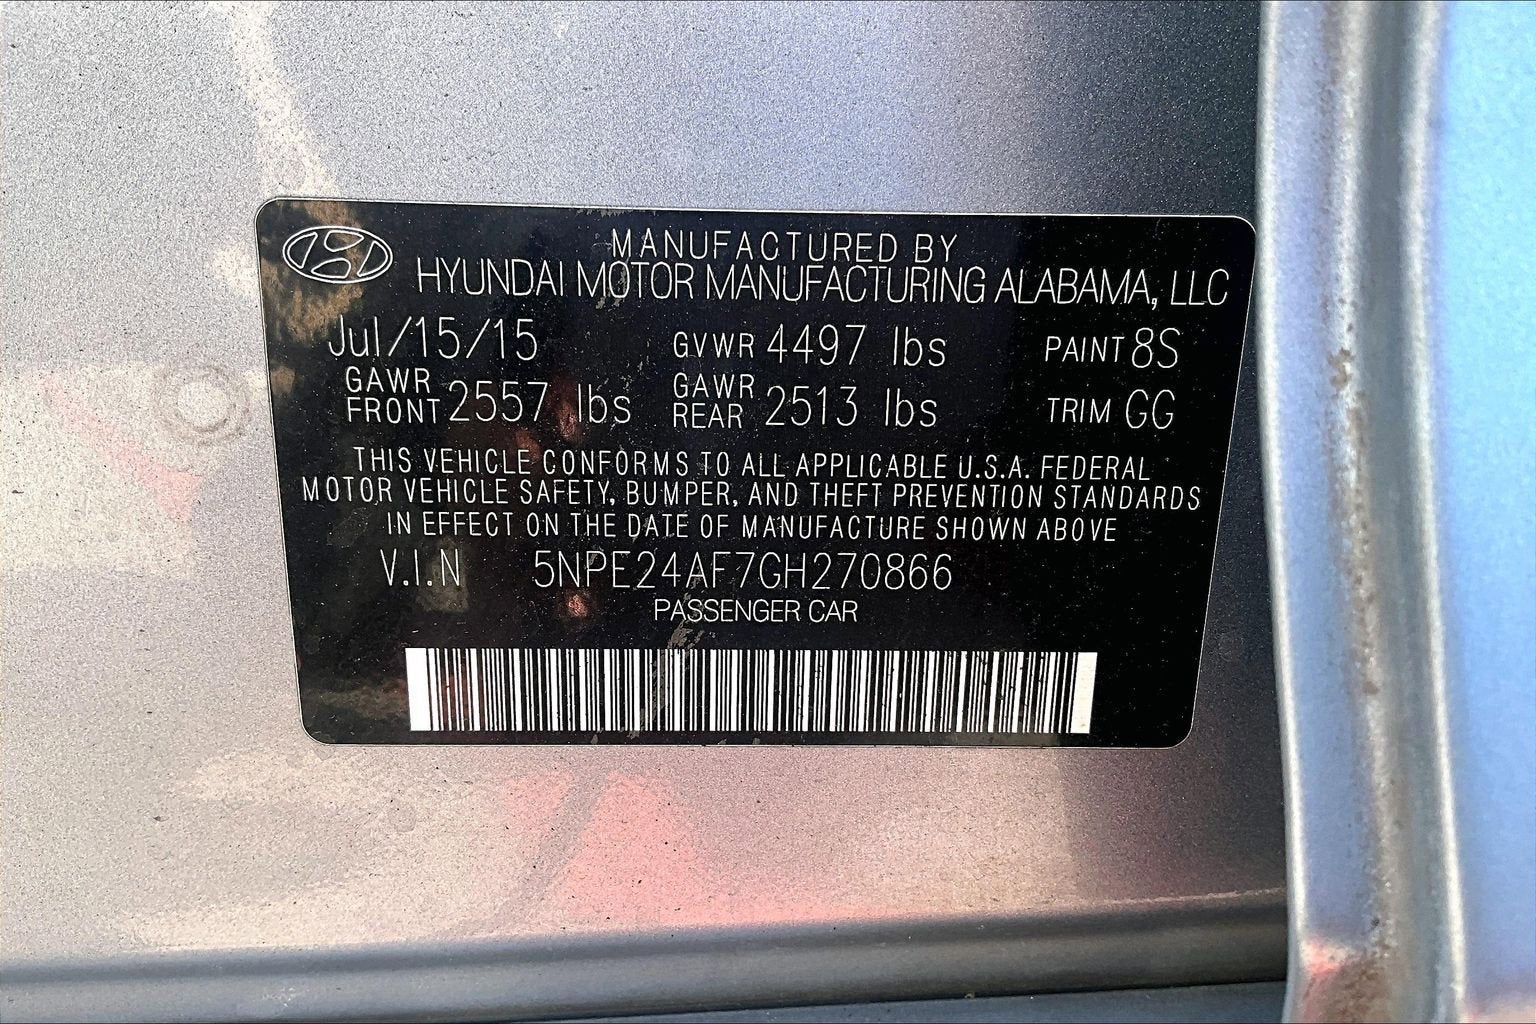 MANUFACTURED BY
HYUNDAI MOTOR MANUFACTURING ALABAMA, LLC
Jul/15/15 GVWR 4497 lbs PAINT 8S
GAWR FRONT 2557 lbs GAWR REAR 2513 lbs TRIM GG
THIS VEHICLE CONFORMS TO ALL APPLICABLE U.S.A. FEDERAL
MOTOR VEHICLE SAFETY, BUMPER, AND THEFT PREVENTION STANDARDS
IN EFFECT ON THE DATE OF MANUFACTURE SHOWN ABOVE
V.I.N 5NPE24AF7GH270866
PASSENGER CAR